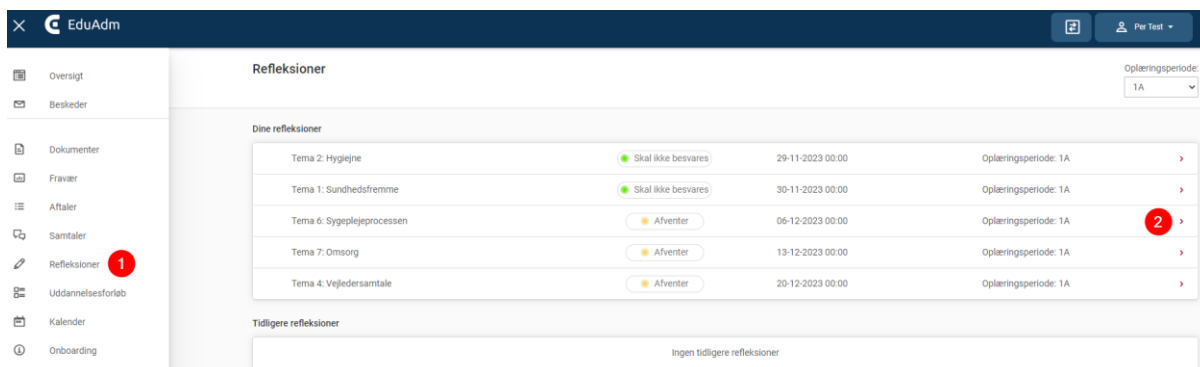 EduAdm
Per Test
Oversigt
Beskeder
Dokumenter
Fravær
Aftaler
Samtaler
Refleksioner 1
Uddannelsesforløb
Kalender
Onboarding
Refleksioner
Oplæringsperiode:
1A
Dine refleksioner
Tema 2: Hygiejne Skal ikke besvares 29-11-2023 00:00 Oplæringsperiode: 1A
Tema 1: Sundhedsfremme Skal ikke besvares 30-11-2023 00:00 Oplæringsperiode: 1A
Tema 6: Sygeplejeprocessen Afventer 06-12-2023 00:00 Oplæringsperiode: 1A 2
Tema 7: Omsorg Afventer 13-12-2023 00:00 Oplæringsperiode: 1A
Tema 4: Vejledersamtale Afventer 20-12-2023 00:00 Oplæringsperiode: 1A
Tidligere refleksioner
Ingen tidligere refleksioner